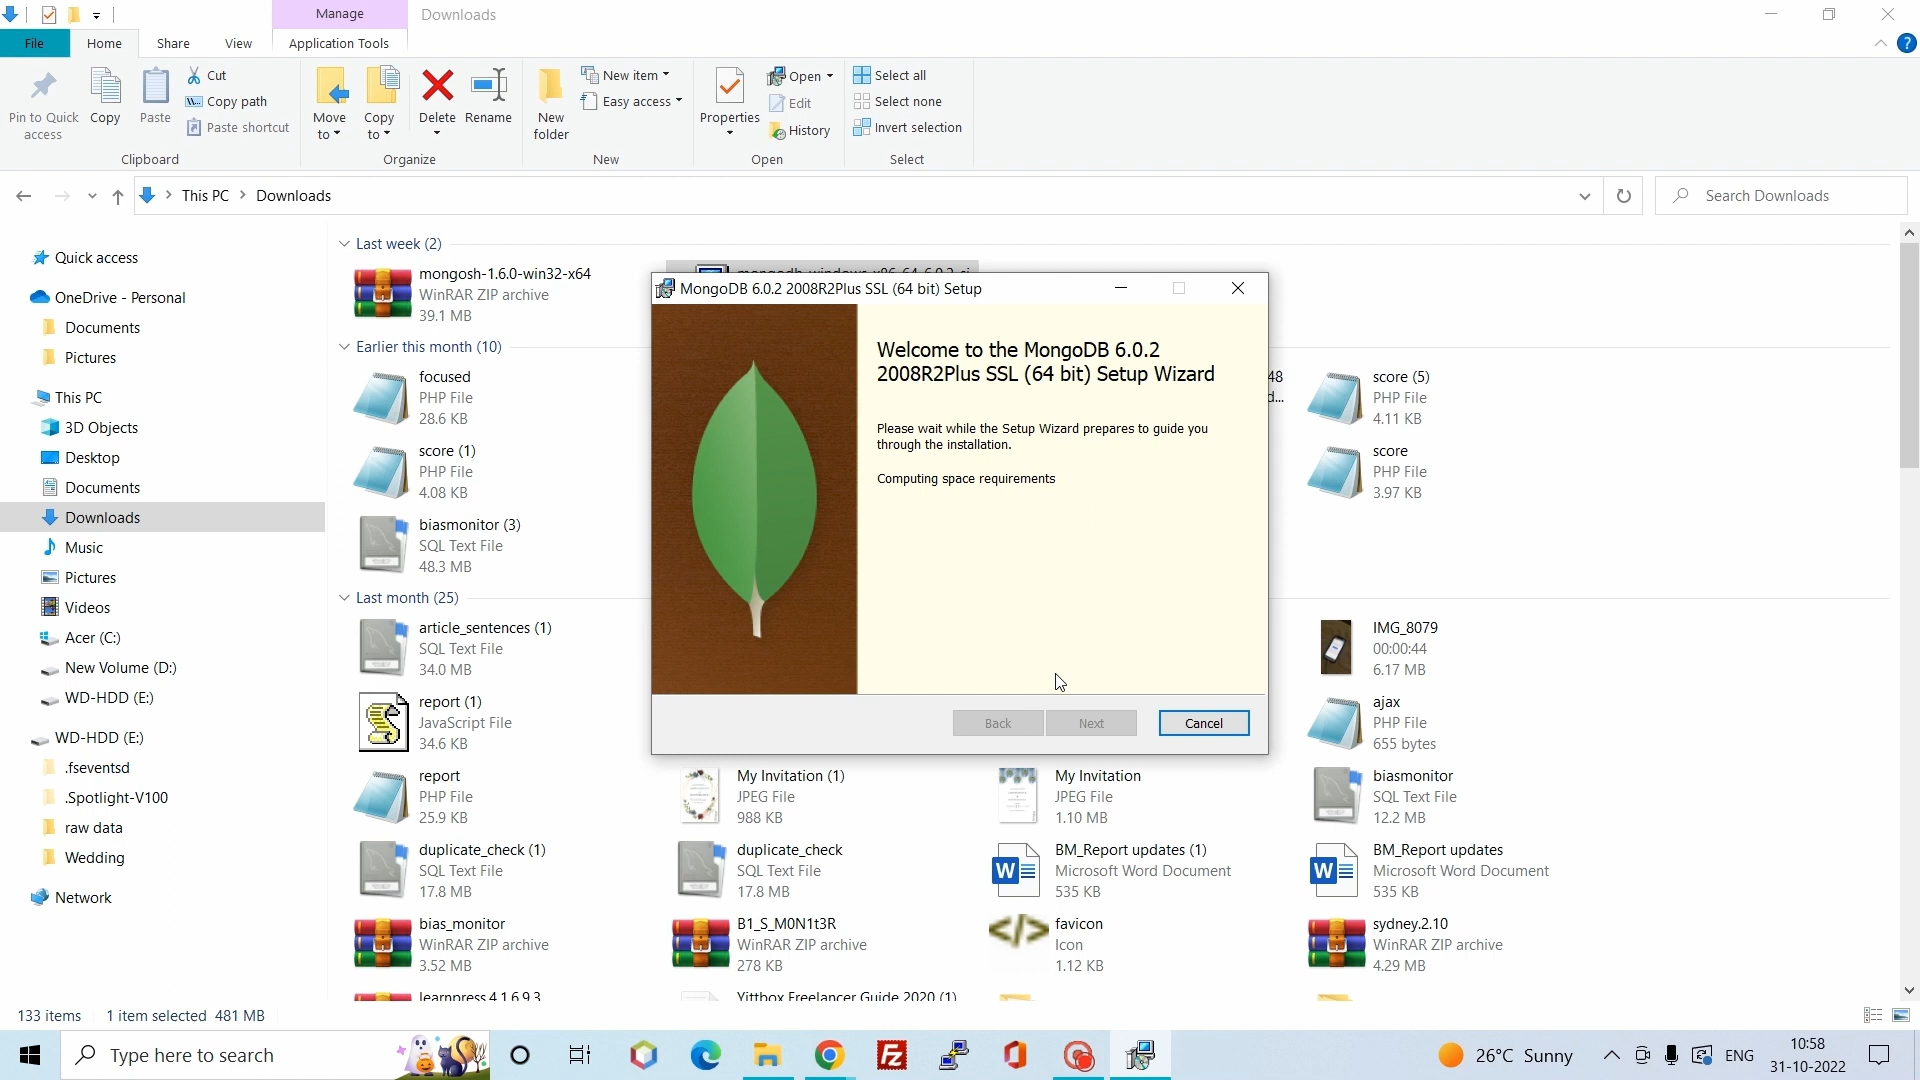 Manage
Downloads
File
Home
Share
View
Application Tools
Pin to Quick
access
Copy
Paste
Cut
Copy path
Paste shortcut
Clipboard
Move
to
Copy
to
Delete
Rename
Organize
New
folder
New item
Easy access
New
Properties
Open
Edit
History
Open
Select all
Select none
Invert selection
Select
This PC
Downloads
Search Downloads
Quick access
OneDrive - Personal
Documents
Pictures
This PC
3D Objects
Desktop
Documents
Downloads
Music
Pictures
Videos
Acer (C:)
New Volume (D:)
WD-HDD (E:)
WD-HDD (E:)
.fseventsd
.Spotlight-V100
raw data
Wedding
Network
Last week (2)
mongosh-1.6.0-win32-x64
WinRAR ZIP archive
39.1 MB
Earlier this month (10)
focused
PHP File
28.6 KB
48
d...
score (5)
PHP File
4.11 KB
score (1)
PHP File
4.08 KB
score
PHP File
3.97 KB
biasmonitor (3)
SQL Text File
48.3 MB
MongoDB 6.0.2 2008R2Plus SSL (64 bit) Setup
Welcome to the MongoDB 6.0.2
2008R2Plus SSL (64 bit) Setup Wizard
Please wait while the Setup Wizard prepares to guide you
through the installation.
Computing space requirements
Back
Next
Cancel
Last month (25)
article_sentences (1)
SQL Text File
34.0 MB
IMG_8079
00:00:44
6.17 MB
report (1)
JavaScript File
34.6 KB
ajax
PHP File
655 bytes
report
PHP File
25.9 KB
My Invitation (1)
JPEG File
988 KB
My Invitation
JPEG File
1.10 MB
biasmonitor
SQL Text File
12.2 MB
duplicate_check (1)
SQL Text File
17.8 MB
duplicate_check
SQL Text File
17.8 MB
BM_Report updates (1)
Microsoft Word Document
535 KB
BM_Report updates
Microsoft Word Document
535 KB
bias_monitor
WinRAR ZIP archive
3.52 MB
B1_S_M0N1t3R
WinRAR ZIP archive
278 KB
favicon
Icon
1.12 KB
sydney.2.10
WinRAR ZIP archive
4.29 MB
learnpress.4.1.6.9.3
Yittbox Freelancer Guide 2020 (1)
133 items
1 item selected 481 MB
Type here to search
26°C Sunny
ENG
10:58
31-10-2022